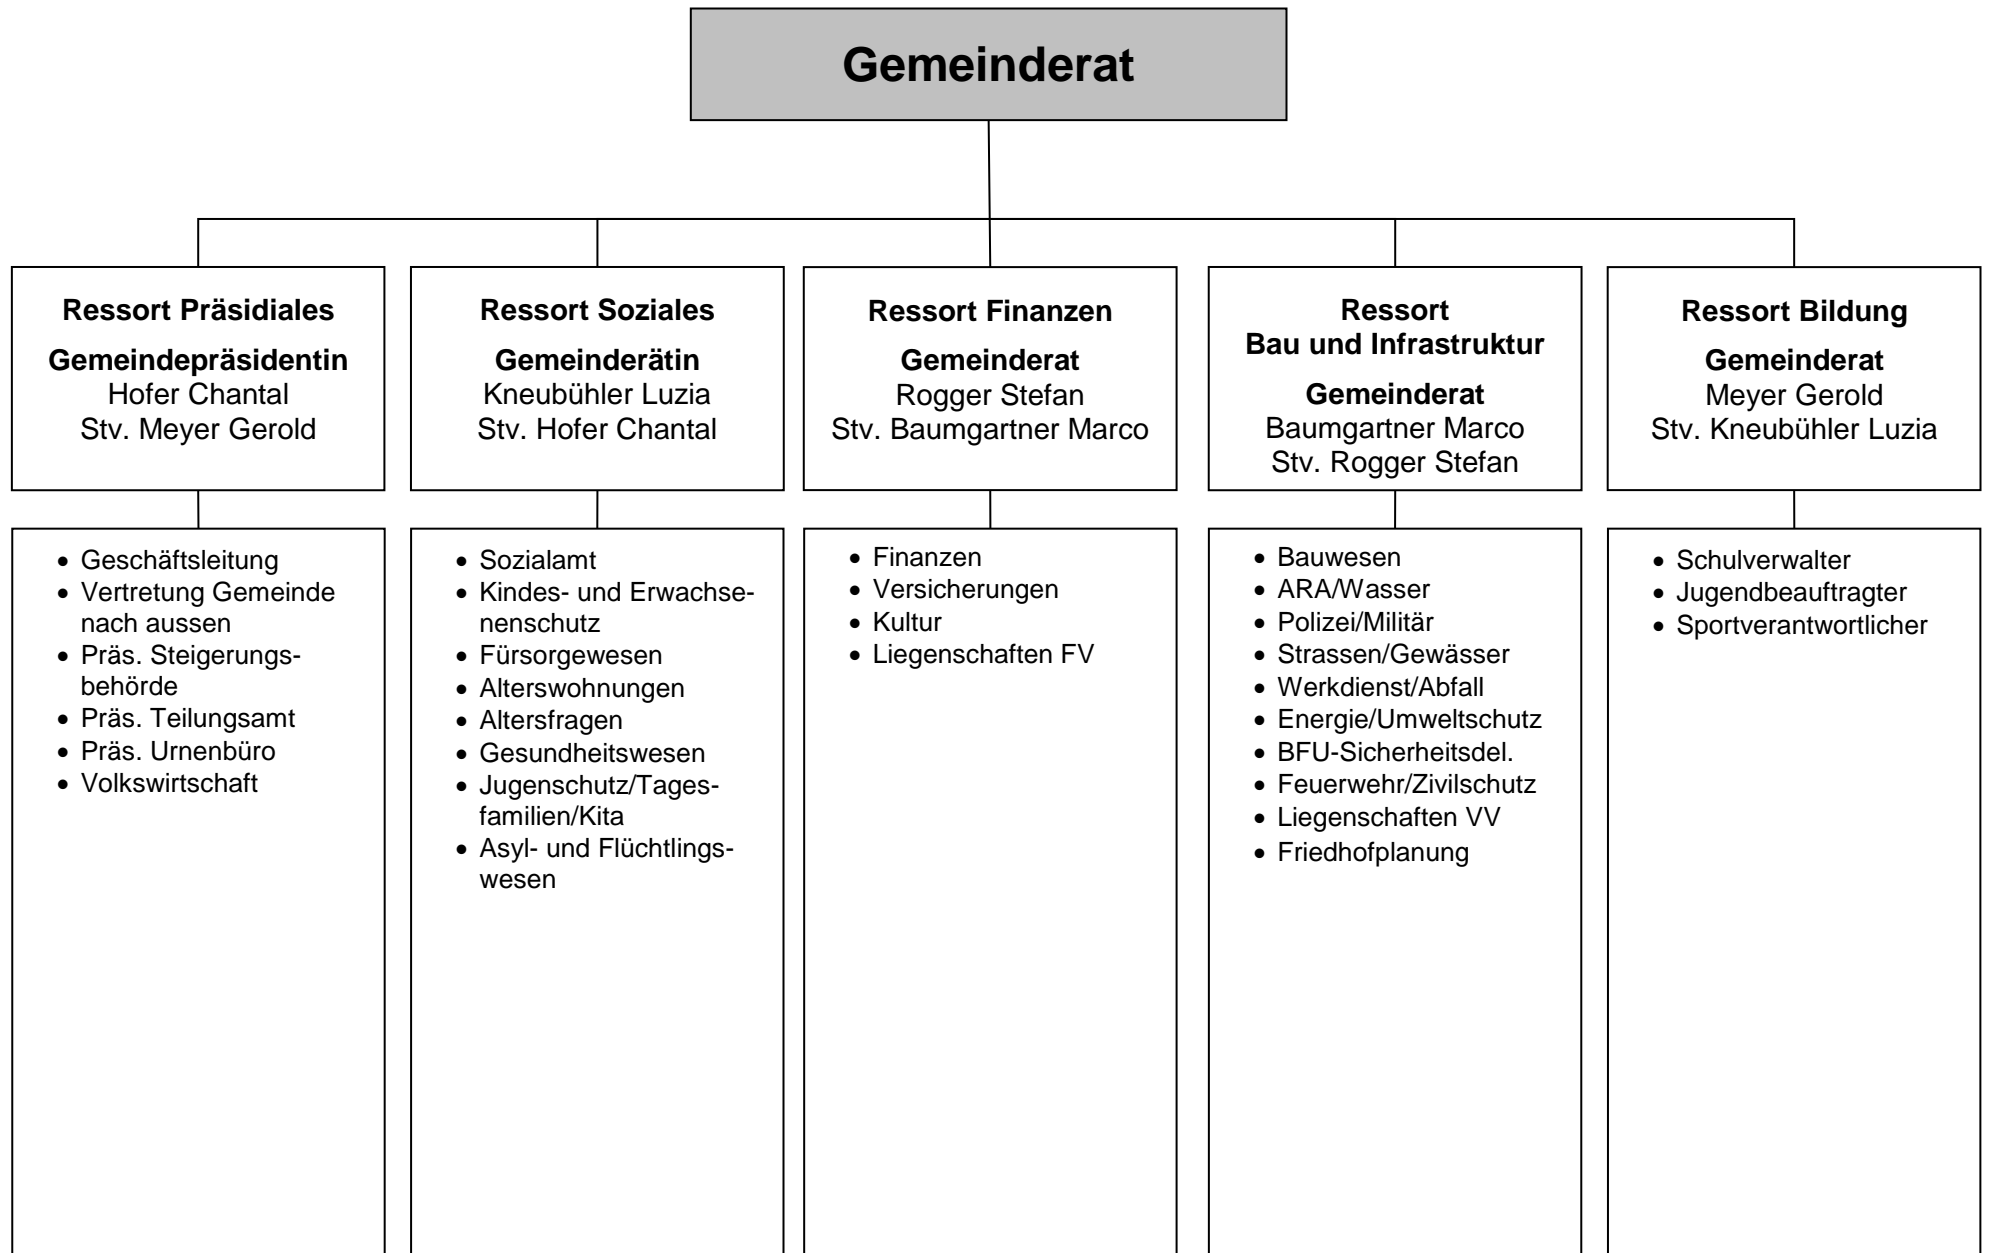 Gemeinderat
Ressort Präsidiales
Gemeindepräsidentin
Hofer Chantal
Stv. Meyer Gerold
Ressort Soziales
Gemeinderätin
Kneubühler Luzia
Stv. Hofer Chantal
Ressort Finanzen
Gemeinderat
Rogger Stefan
Stv. Baumgartner Marco
Ressort
Bau und Infrastruktur
Gemeinderat
Baumgartner Marco
Stv. Rogger Stefan
Ressort Bildung
Gemeinderat
Meyer Gerold
Stv. Kneubühler Luzia
• Geschäftsleitung
• Vertretung Gemeinde
nach aussen
• Präs. Steigerungs-
behörde
• Präs. Teilungsamt
• Präs. Urnenbüro
• Volkswirtschaft
• Sozialamt
• Kindes- und Erwachse-
nenschutz
• Fürsorgewesen
• Alterswohnungen
• Altersfragen
• Gesundheitswesen
• Jugenschutz/Tages-
familien/Kita
• Asyl- und Flüchtlings-
wesen
• Finanzen
• Versicherungen
• Kultur
• Liegenschaften FV
• Bauwesen
• ARA/Wasser
• Polizei/Militär
• Strassen/Gewässer
• Werkdienst/Abfall
• Energie/Umweltschutz
• BFU-Sicherheitsdel.
• Feuerwehr/Zivilschutz
• Liegenschaften VV
• Friedhofplanung
• Schulverwalter
• Jugendbeauftragter
• Sportverantwortlicher